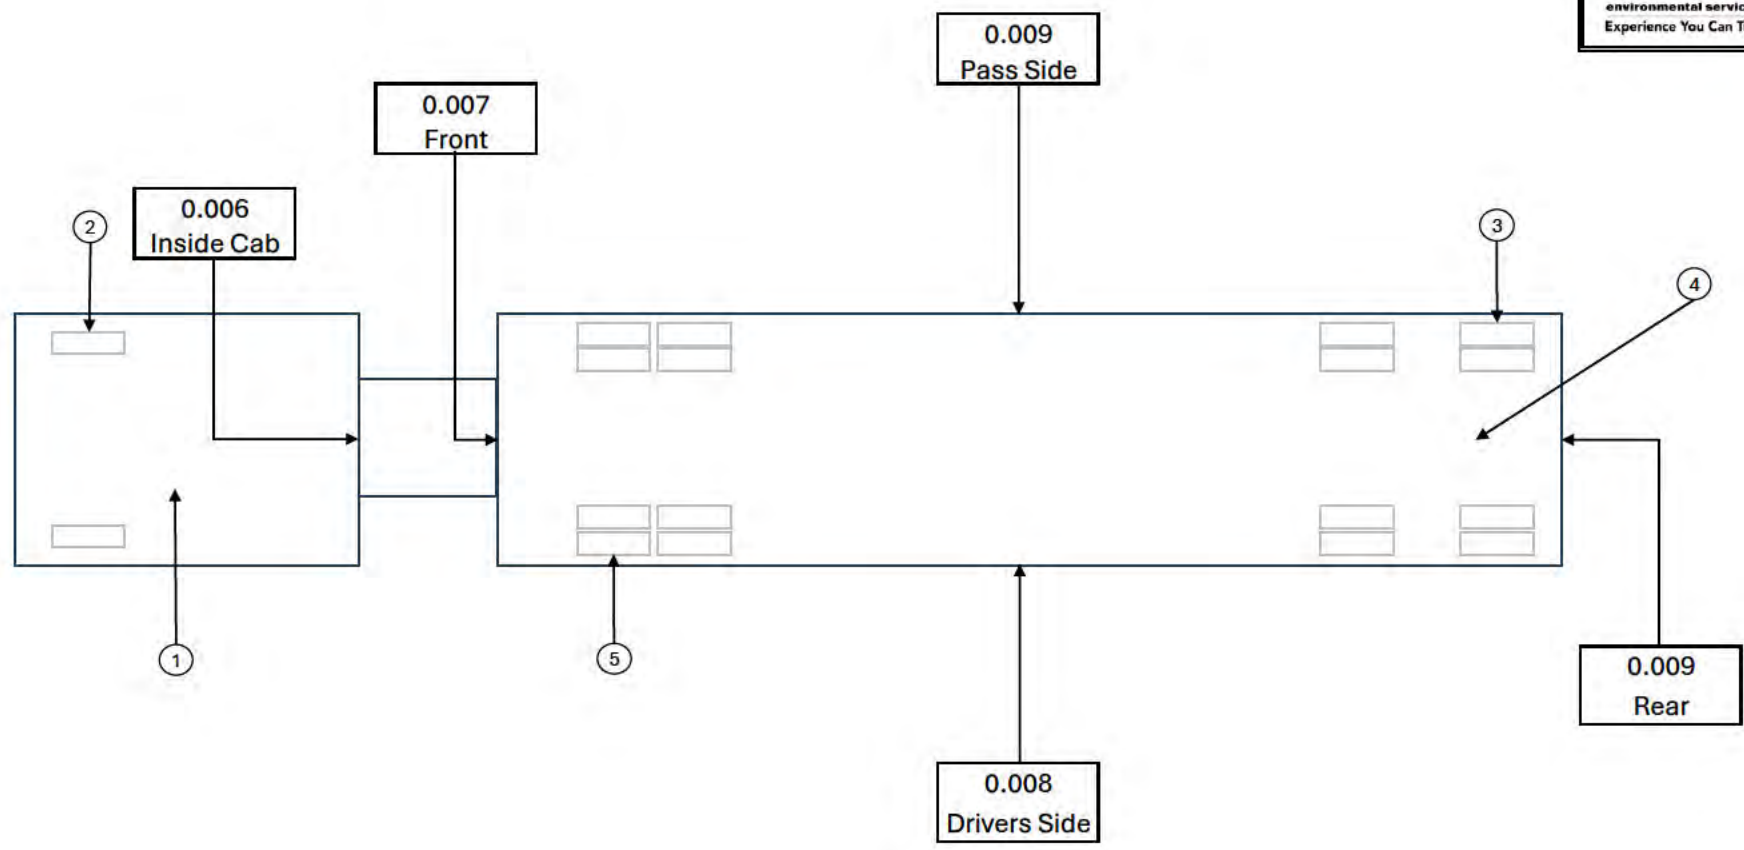 environmental
Experience You Can
0.009
Pass Side
0.007
Front
0.006
Inside Cab
2
3
4
1
5
0.009
Rear
0.008
Drivers Side